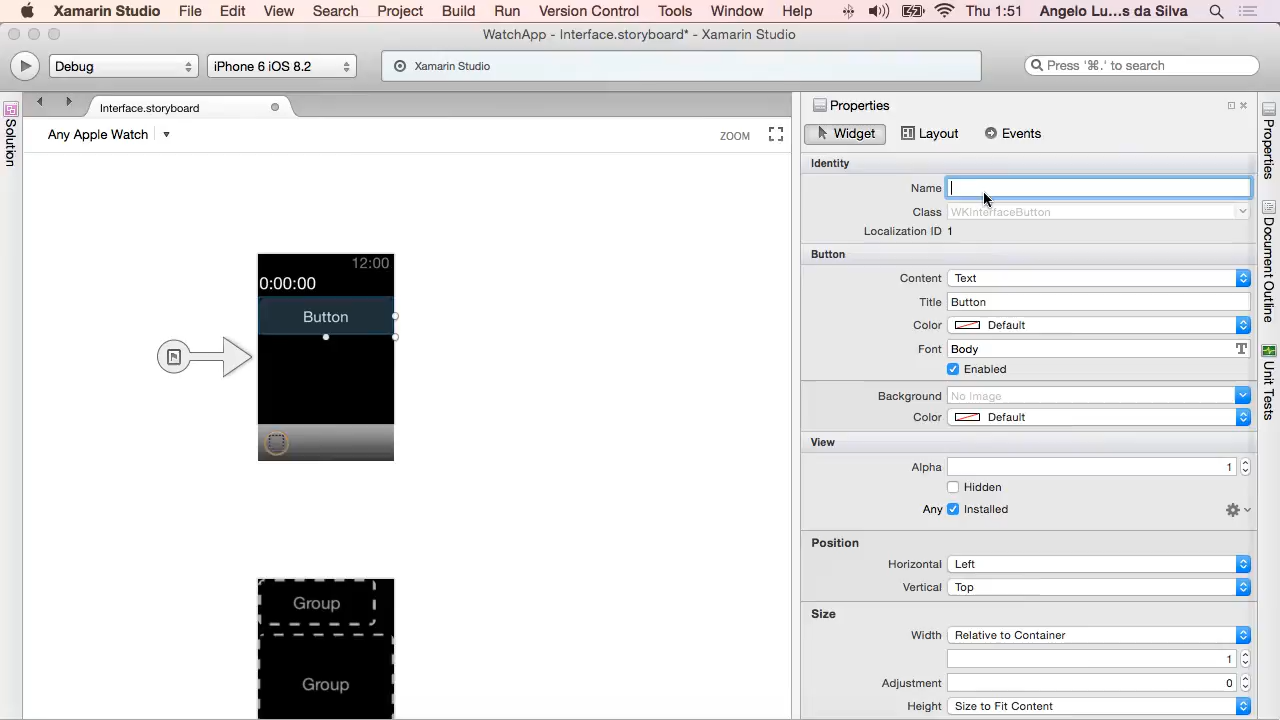 Xamarin Studio File Edit View Search Project Build Run Version Control Tools Window Help Thu 1:51 Angelo Lu...s da Silva
WatchApp - Interface.storyboard* - Xamarin Studio
Debug iPhone 6 iOS 8.2 Xamarin Studio Press '⌘.' to search
Interface.storyboard
Any Apple Watch ZOOM
Solution
12:00
0:00:00
Button
Group
Group
Properties
Widget Layout Events
Identity
Name
Class WKInterfaceButton
Localization ID 1
Button
Content Text
Title Button
Color Default
Font Body T
Enabled
Background No Image
Color Default
View
Alpha 1
Hidden
Any Installed
Position
Horizontal Left
Vertical Top
Size
Width Relative to Container
1
Adjustment 0
Height Size to Fit Content
Properties
Document Outline
Unit Tests